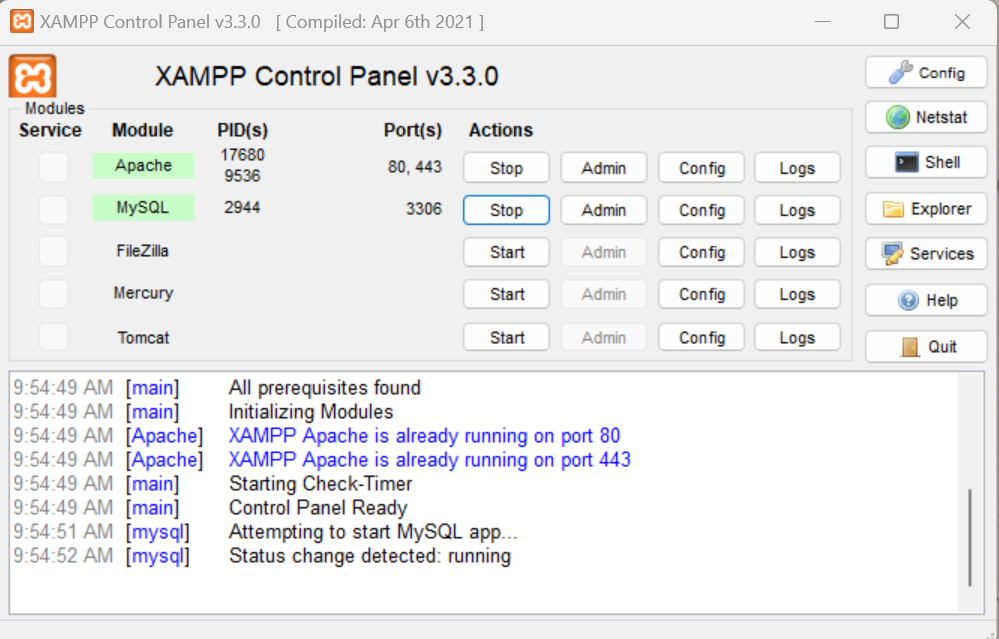 XAMPP Control Panel v3.3.0 [ Compiled: Apr 6th 2021 ]
XAMPP Control Panel v3.3.0
Config
Modules
Service Module PID(s) Port(s) Actions
Netstat
Apache 17680 9536 80, 443 Stop Admin Config Logs
Shell
MySQL 2944 3306 Stop Admin Config Logs
Explorer
FileZilla Start Admin Config Logs
Services
Mercury Start Admin Config Logs
Help
Tomcat Start Admin Config Logs
Quit
9:54:49 AM [main] All prerequisites found
9:54:49 AM [main] Initializing Modules
9:54:49 AM [Apache] XAMPP Apache is already running on port 80
9:54:49 AM [Apache] XAMPP Apache is already running on port 443
9:54:49 AM [main] Starting Check-Timer
9:54:49 AM [main] Control Panel Ready
9:54:51 AM [mysql] Attempting to start MySQL app...
9:54:52 AM [mysql] Status change detected: running